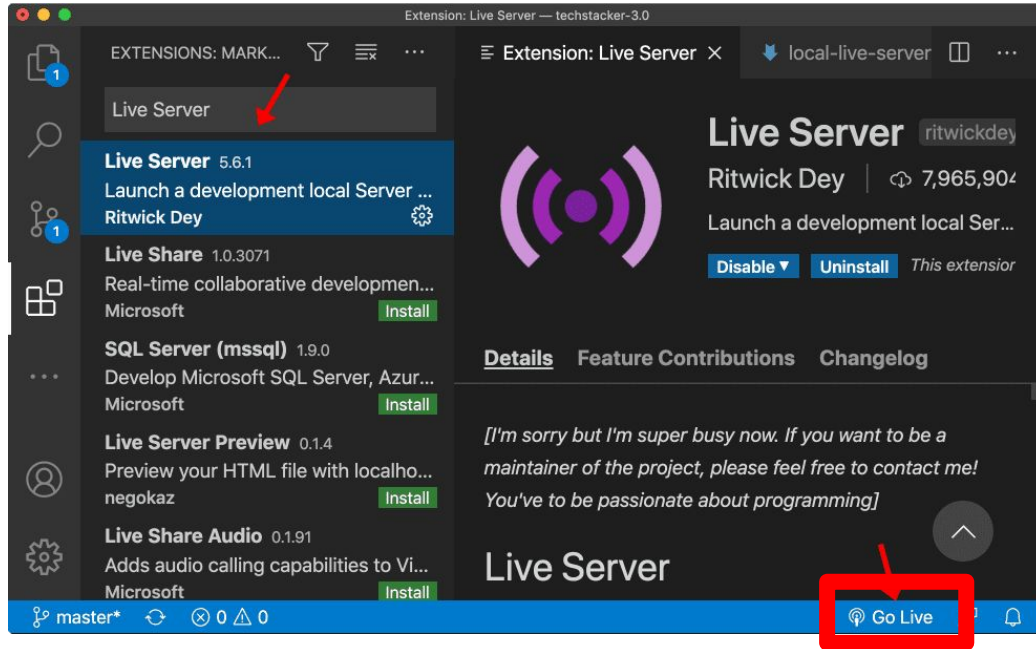 Extension: Live Server — techstacker-3.0
EXTENSIONS: MARK...
Extension: Live Server
local-live-server
1
Live Server
Live Server 5.6.1
Launch a development local Server ...
Ritwick Dey
1
Live Share 1.0.3071
Real-time collaborative developmen...
Microsoft Install
SQL Server (mssql) 1.9.0
Develop Microsoft SQL Server, Azur...
Microsoft Install
Live Server Preview 0.1.4
Preview your HTML file with localho...
negokaz Install
Live Share Audio 0.1.91
Adds audio calling capabilities to Vi...
Microsoft Install
Live Server ritwickdey
Ritwick Dey 7,965,904
Launch a development local Ser...
Disable Uninstall This extension
Details Feature Contributions Changelog
[I'm sorry but I'm super busy now. If you want to be a
maintainer of the project, please feel free to contact me!
You've to be passionate about programming]
Live Server
master* 0 0 Go Live